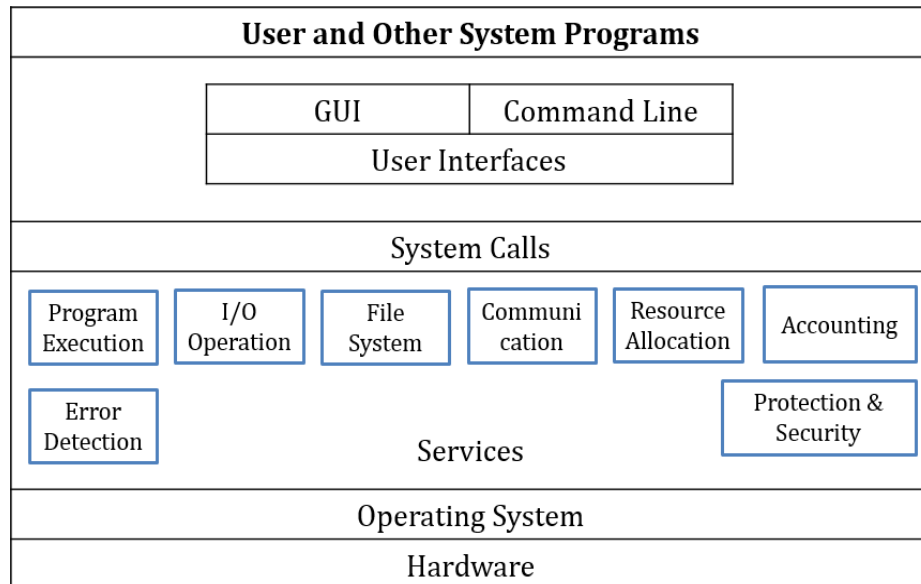 User and Other System Programs
GUI
Command Line
User Interfaces
System Calls
Program
Execution
I/O
Operation
File
System
Communi
cation
Resource
Allocation
Accounting
Error
Detection
Protection &
Security
Services
Operating System
Hardware